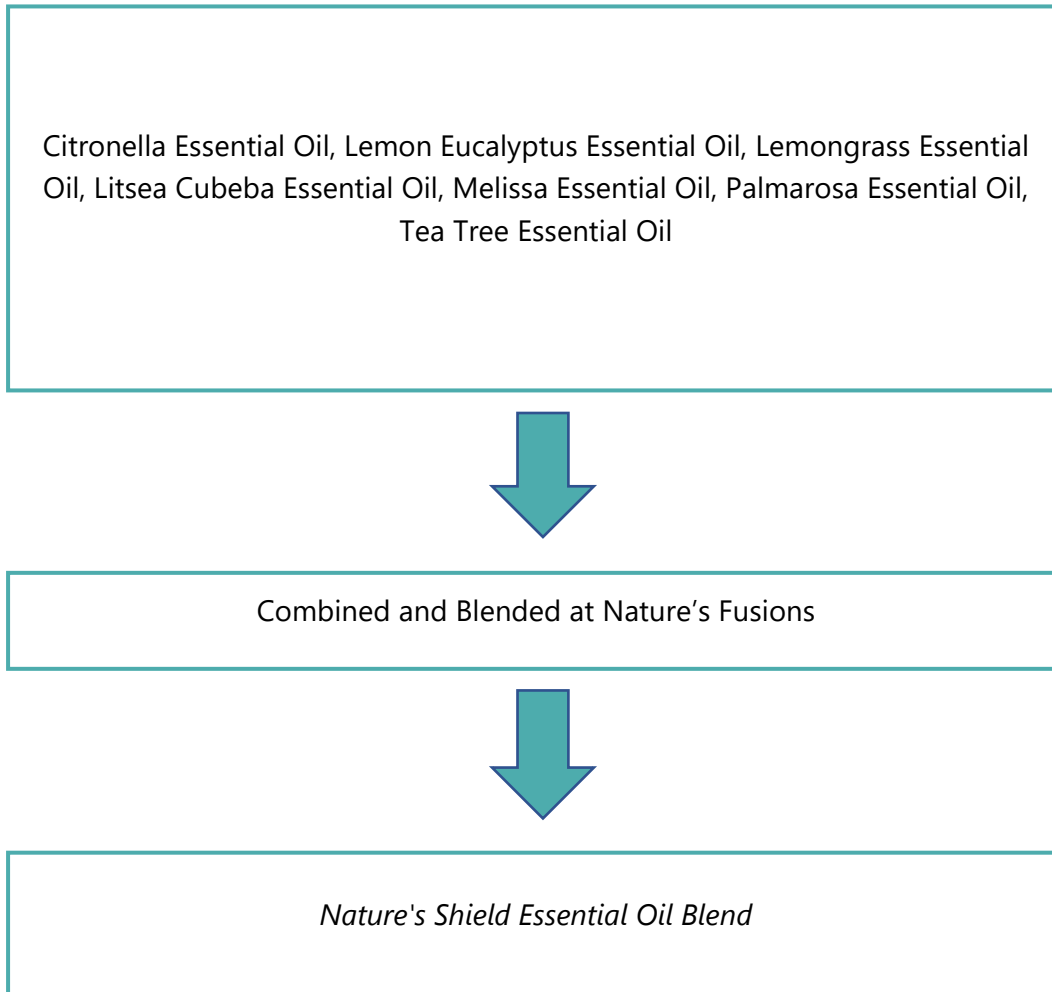 Citronella Essential Oil, Lemon Eucalyptus Essential Oil, Lemongrass Essential
Oil, Litsea Cubeba Essential Oil, Melissa Essential Oil, Palmarosa Essential Oil,
Tea Tree Essential Oil
Combined and Blended at Nature’s Fusions
Nature's Shield Essential Oil Blend